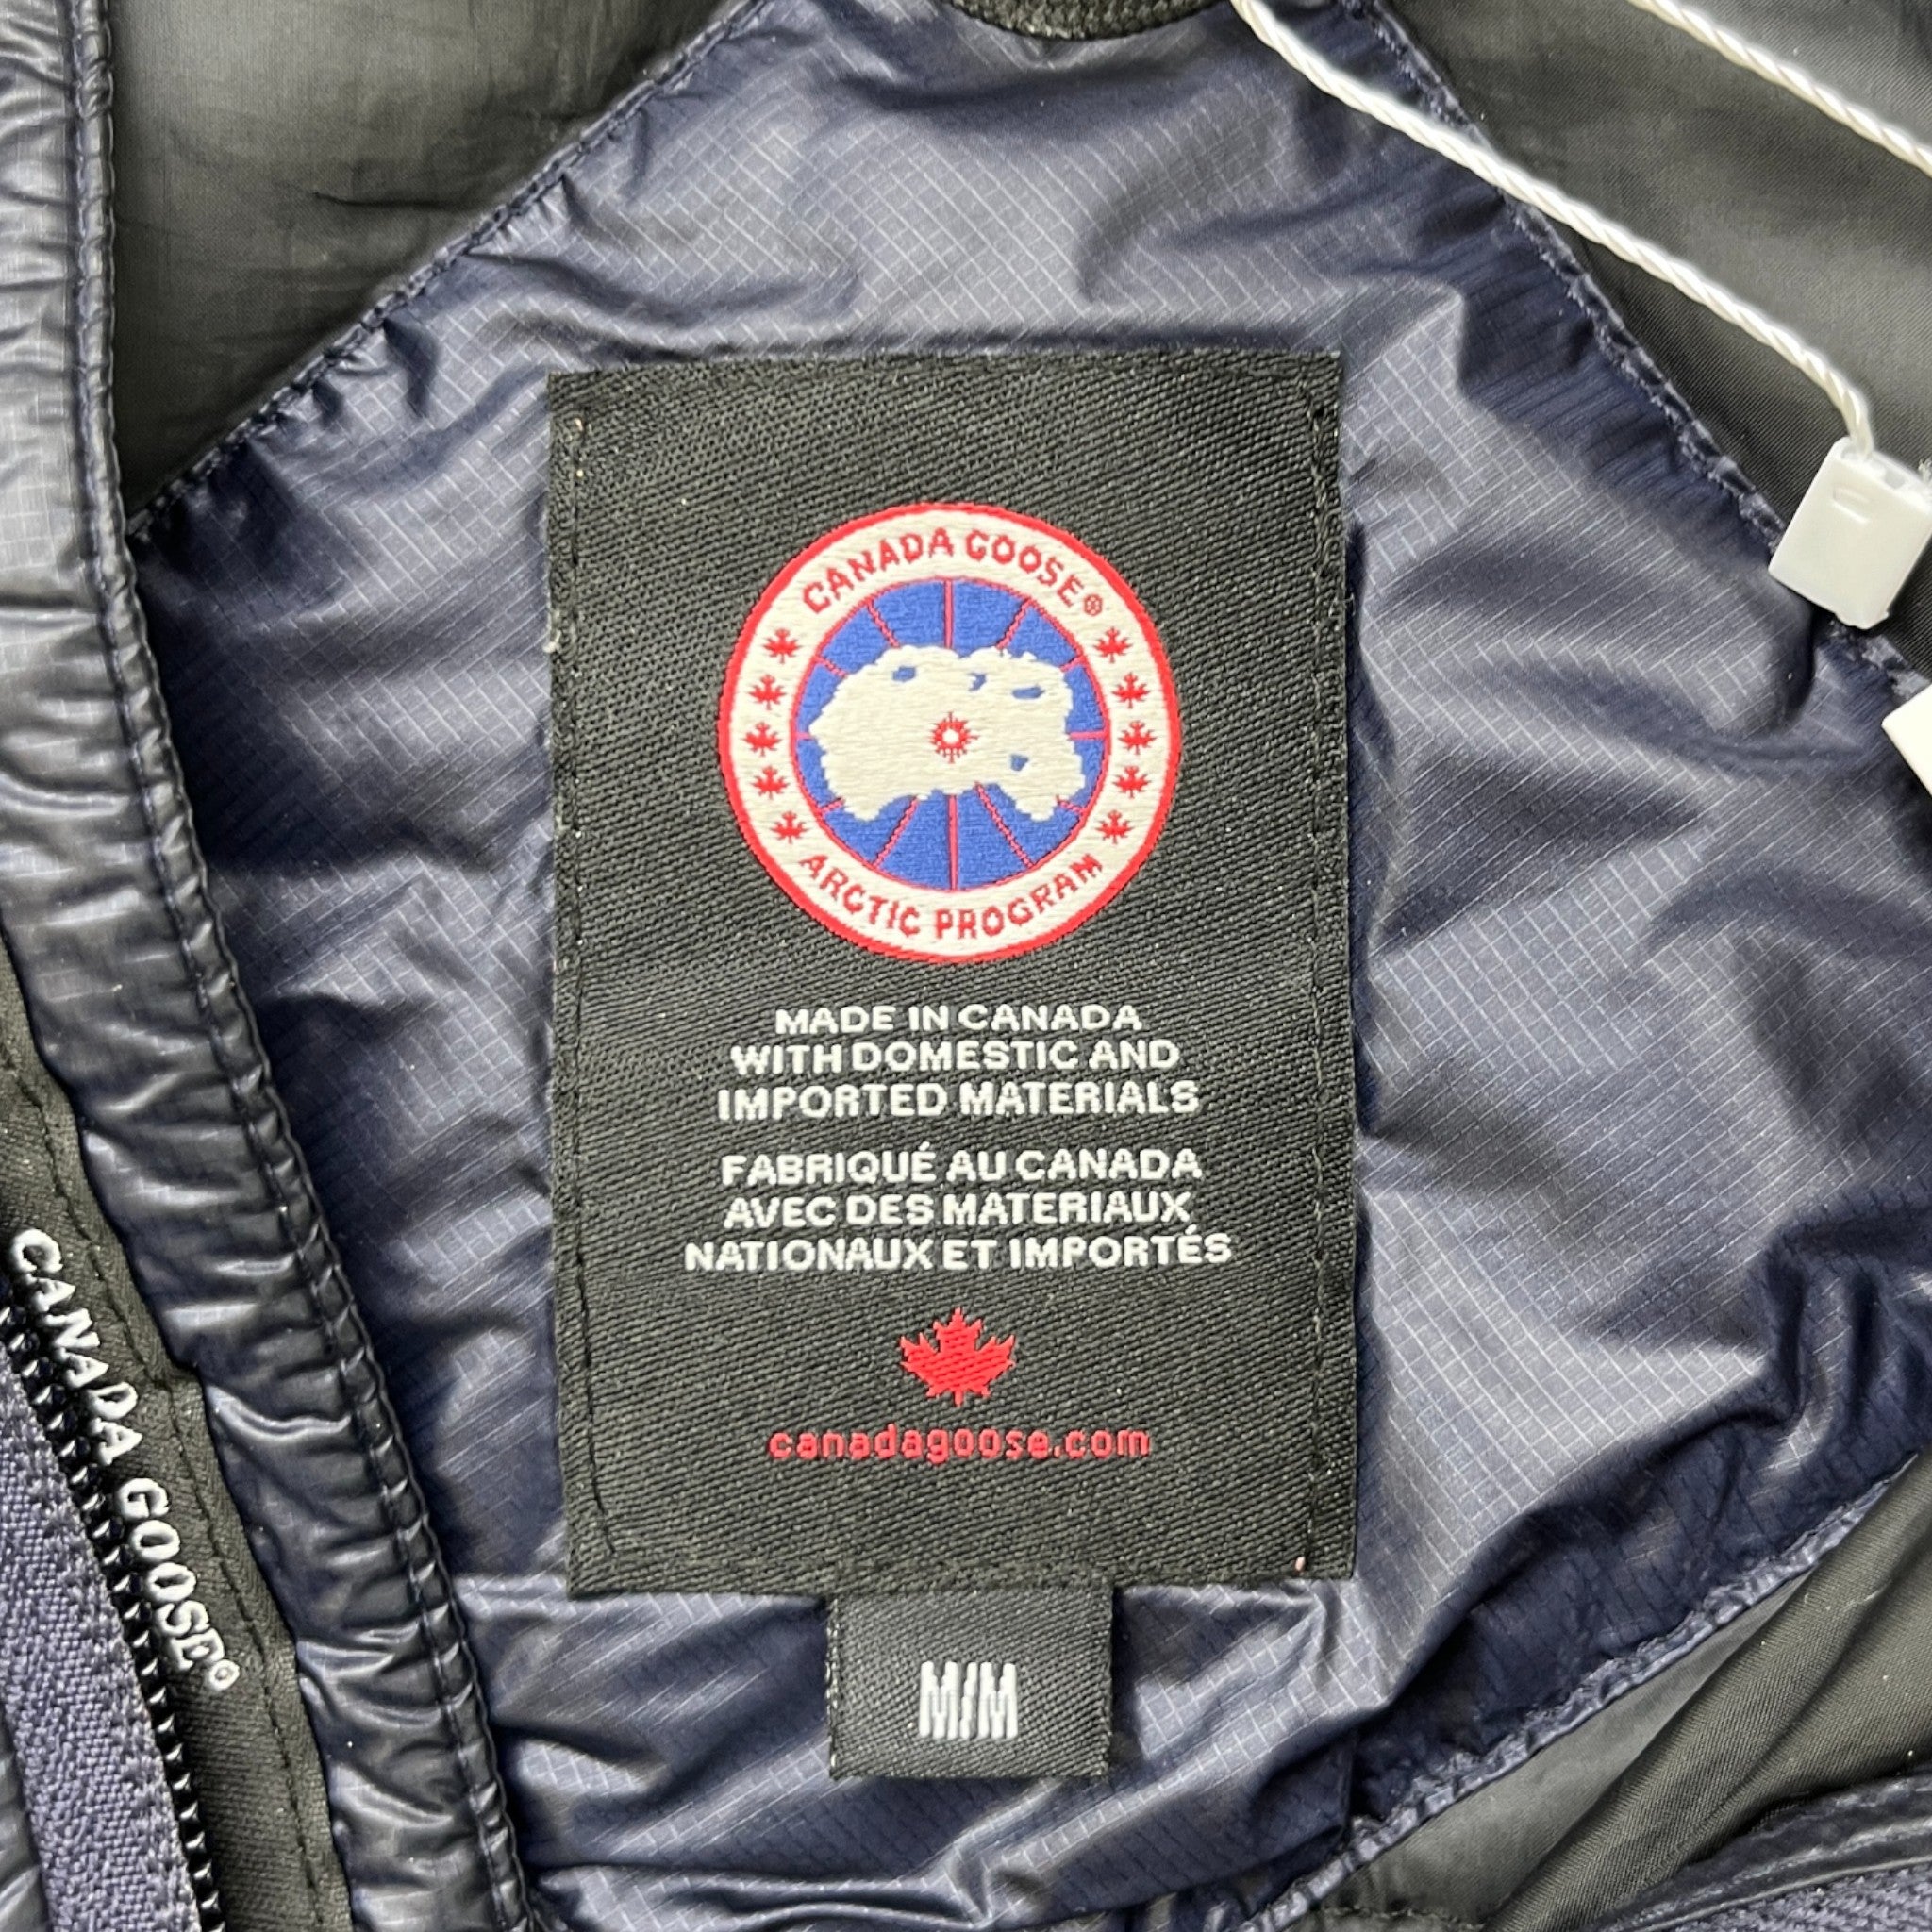 CANADA GOOSE®
ARCTIC PROGRAM
MADE IN CANADA
WITH DOMESTIC AND
IMPORTED MATERIALS
FABRIQUÉ AU CANADA
AVEC DES MATERIAUX
NATIONAUX ET IMPORTÉS
canadagoose.com
M/M
CANADA GOOSE®